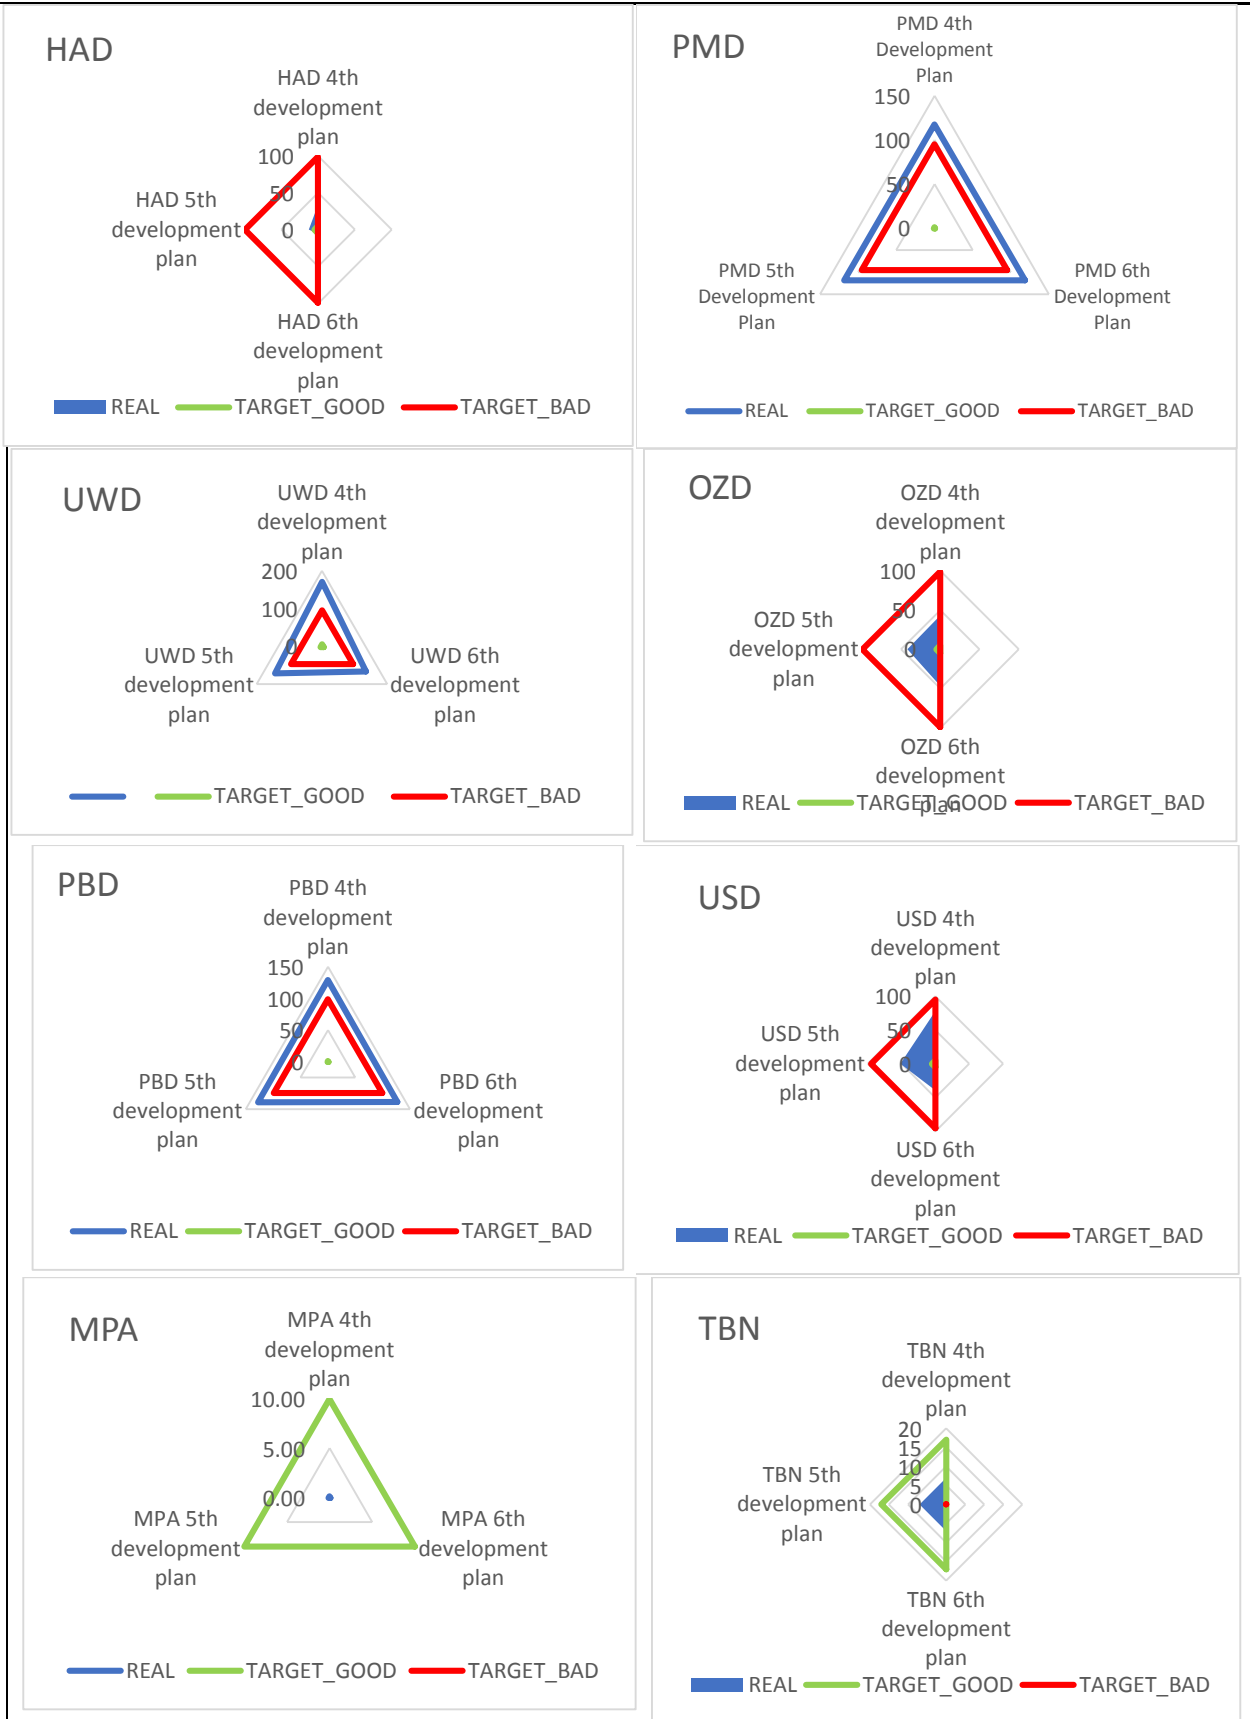 HAD
HAD 4th
development
plan
100
50
0
HAD 5th
development
plan
HAD 6th
development
plan
REAL TARGET_GOOD TARGET_BAD
PMD
PMD 4th
Development
Plan
150
100
50
0
PMD 5th
Development
Plan
PMD 6th
Development
Plan
REAL TARGET_GOOD TARGET_BAD
UWD
UWD 4th
development
plan
200
100
0
UWD 5th
development
plan
UWD 6th
development
plan
TARGET_GOOD TARGET_BAD
OZD
OZD 4th
development
plan
100
50
0
OZD 5th
development
plan
OZD 6th
development
plan
REAL TARGET_GOOD TARGET_BAD
PBD
PBD 4th
development
plan
150
100
50
0
PBD 5th
development
plan
PBD 6th
development
plan
REAL TARGET_GOOD TARGET_BAD
USD
USD 4th
development
plan
100
50
0
USD 5th
development
plan
USD 6th
development
plan
REAL TARGET_GOOD TARGET_BAD
MPA
MPA 4th
development
plan
10.00
5.00
0.00
MPA 5th
development
plan
MPA 6th
development
plan
REAL TARGET_GOOD TARGET_BAD
TBN
TBN 4th
development
plan
20
15
10
5
0
TBN 5th
development
plan
TBN 6th
development
plan
REAL TARGET_GOOD TARGET_BAD